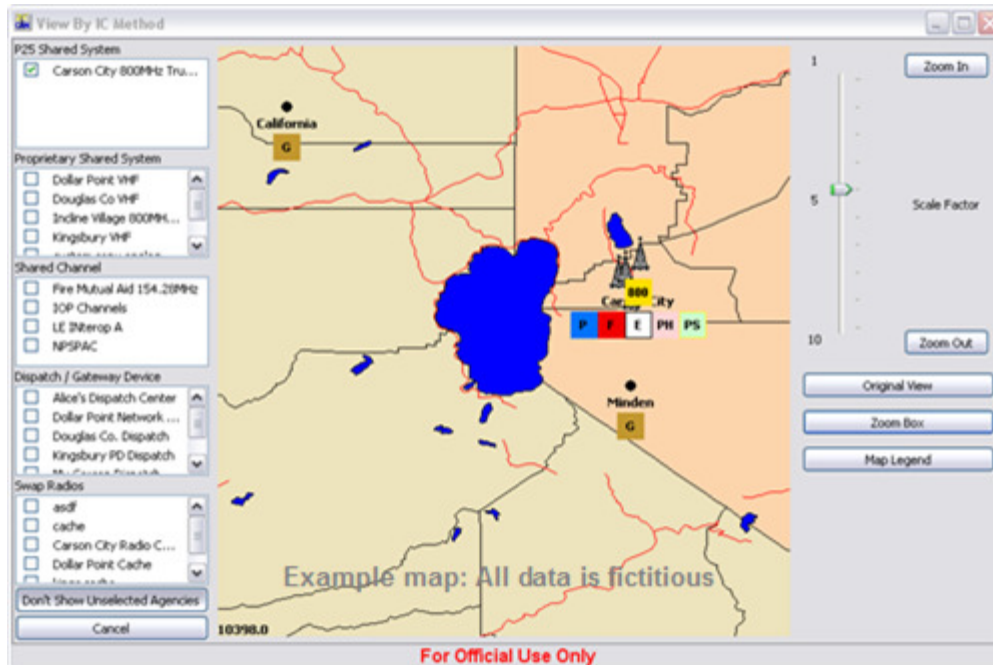 View By IC Method
P25 Shared System
Carson City 800MHz Tru...
Proprietary Shared System
Dollar Point VHF
Douglas Co VHF
Incline Village 800MH...
Kingsbury VHF
Shared Channel
Fire Mutual Aid 154.28MHz
IOP Channels
LE INterop A
NPSPAC
Dispatch / Gateway Device
Alice's Dispatch Center
Dollar Point Network ...
Douglas Co. Dispatch
Kingsbury PD Dispatch
Swap Radios
asdf
cache
Carson City Radio C...
Dollar Point Cache
Don't Show Unselected Agencies
Cancel
California
G
800
City
P F E PH PS
Minden
G
Example map: All data is fictitious
10398.0
1
Zoom In
5
Scale Factor
10
Zoom Out
Original View
Zoom Box
Map Legend
For Official Use Only